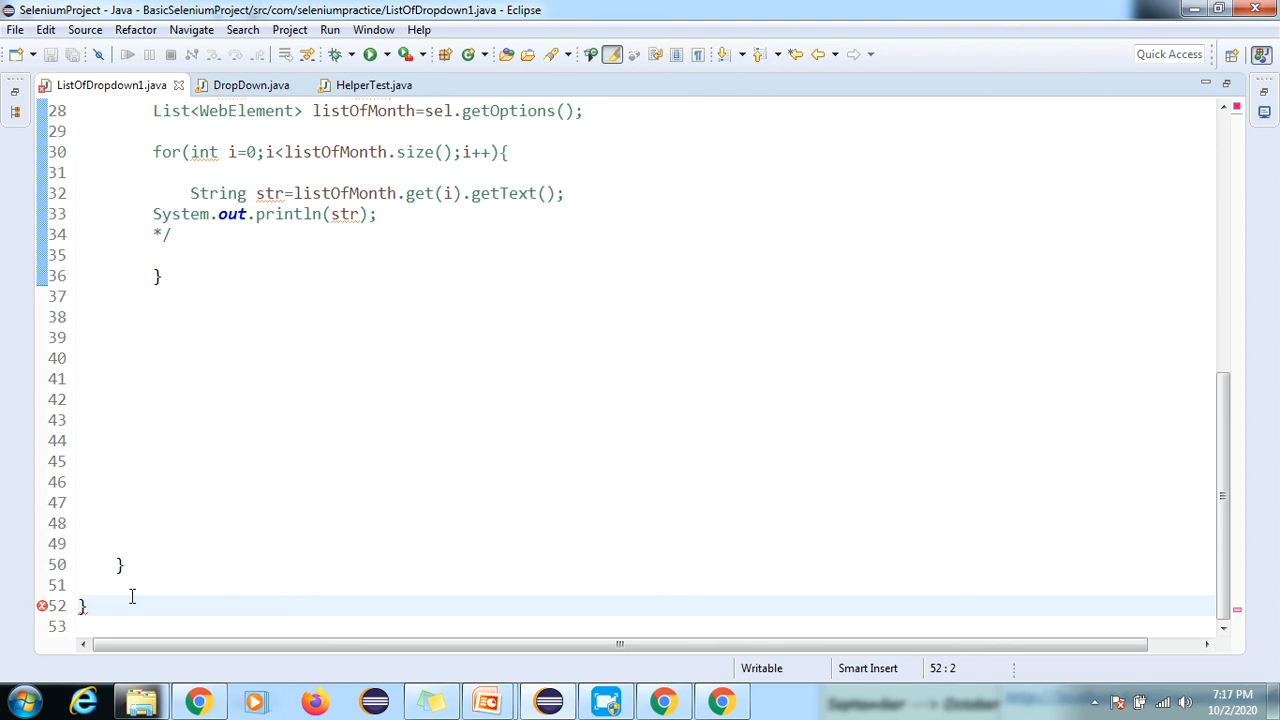 SeleniumProject - Java - BasicSeleniumProject/src/com/seleniumpractice/ListOfDropdown1.java - Eclipse
File Edit Source Refactor Navigate Search Project Run Window Help
Quick Access
ListOfDropdown1.java DropDown.java HelperTest.java
28 List<WebElement> listOfMonth=sel.getOptions();
29
30 for(int i=0;i<listOfMonth.size();i++){
31
32 String str=listOfMonth.get(i).getText();
33 System.out.println(str);
34 */
35
36 }
37
38
39
40
41
42
43
44
45
46
47
48
49
50 }
51
52 }
53
Writable Smart Insert 52 : 2
September ---> October
7:17 PM
10/2/2020